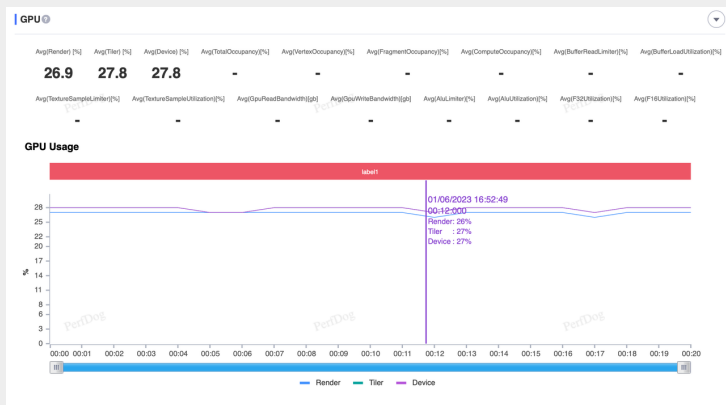 GPU ?
Avg(Render) [%] Avg(Tiler) [%] Avg(Device) [%] Avg(TotalOccupancy)[%] Avg(VertexOccupancy)[%] Avg(FragmentOccupancy)[%] Avg(ComputeOccupancy)[%] Avg(BufferReadLimiter)[%] Avg(BufferLoadUtilization)[%]
26.9 27.8 27.8 - - - - - -
Avg(TextureSampleLimiter)[%] Avg(TextureSampleUtilization)[%] Avg(GpuReadBandwidth)[gb] Avg(GpuWriteBandwidth)[gb] Avg(AluLimiter)[%] Avg(AluUtilization)[%] Avg(F32Utilization)[%] Avg(F16Utilization)[%]
- - - - - - - -
PerfDog PerfDog PerfDog
GPU Usage
label1
28
25
22
20
17
14
11
8
6
3
0
%
01/06/2023 16:52:49
00:12:000
Render: 26%
Tiler : 27%
Device : 27%
PerfDog PerfDog PerfDog
00:00 00:01 00:02 00:03 00:04 00:05 00:06 00:07 00:08 00:09 00:10 00:11 00:12 00:13 00:14 00:15 00:16 00:17 00:18 00:19 00:20
Render Tiler Device